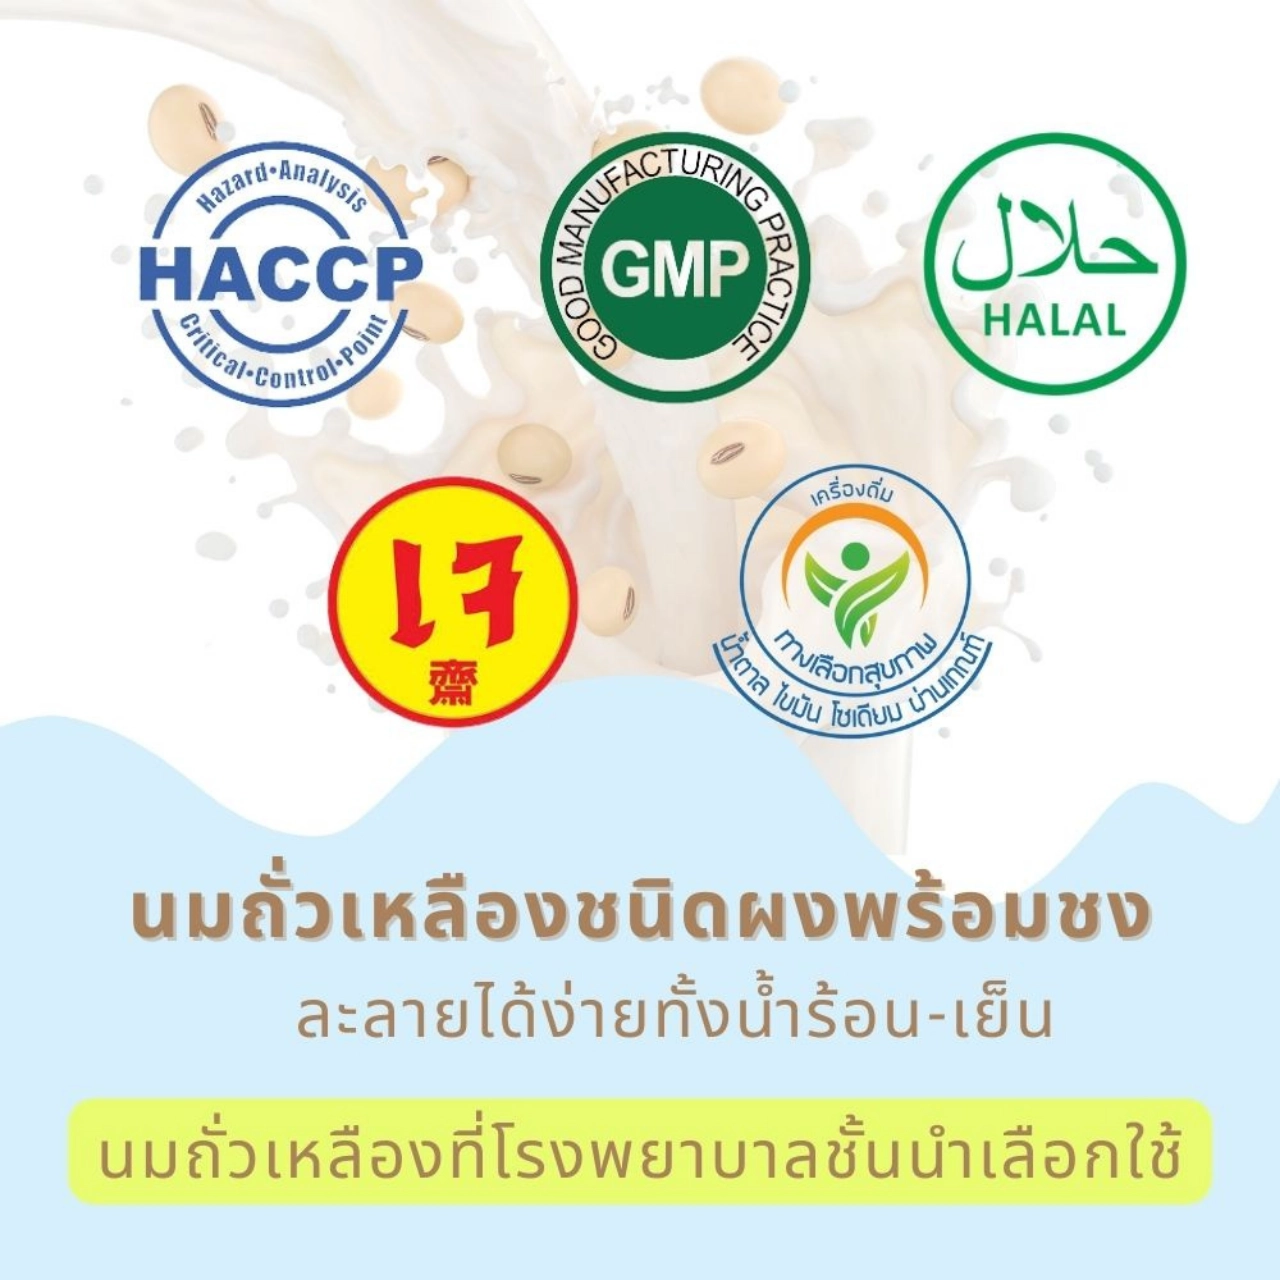 Hazard•Analysis
HACCP
Critical•Control•Point
GOOD MANUFACTURING PRACTICE
GMP
حلال
HALAL
เจ
齋
เครื่องดื่ม
ทางเลือกสุขภาพ
น้ำตาล ไขมัน โซเดียม ผ่านเกณฑ์
นมถั่วเหลืองชนิดผงพร้อมชง
ละลายได้ง่ายทั้งน้ำร้อน-เย็น
นมถั่วเหลืองที่โรงพยาบาลชั้นนำเลือกใช้